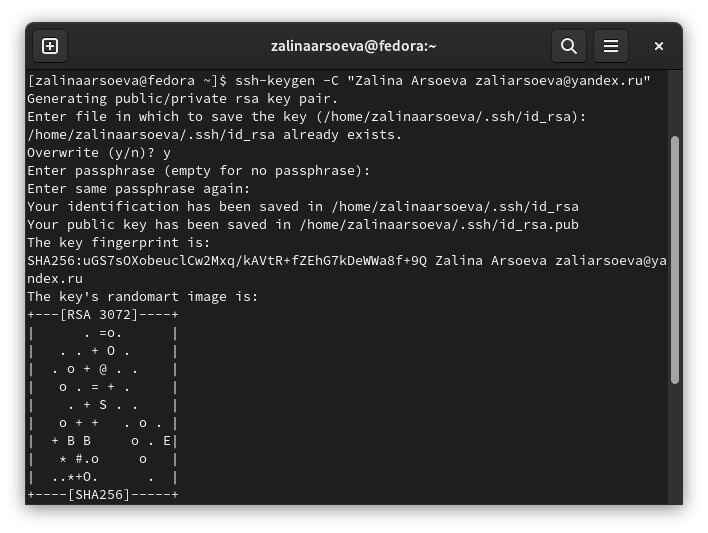 zalinaarsoeva@fedora:~
[zalinaarsoeva@fedora ~]$ ssh-keygen -C "Zalina Arsoeva zaliarsoeva@yandex.ru"
Generating public/private rsa key pair.
Enter file in which to save the key (/home/zalinaarsoeva/.ssh/id_rsa):
/home/zalinaarsoeva/.ssh/id_rsa already exists.
Overwrite (y/n)? y
Enter passphrase (empty for no passphrase):
Enter same passphrase again:
Your identification has been saved in /home/zalinaarsoeva/.ssh/id_rsa
Your public key has been saved in /home/zalinaarsoeva/.ssh/id_rsa.pub
The key fingerprint is:
SHA256:uGS7sOXobeuclCw2Mxq/kAVtR+fZEhG7kDeWWa8f+9Q Zalina Arsoeva zaliarsoeva@ya
ndex.ru
The key's randomart image is:
+---[RSA 3072]----+
|      . =o.      |
|   . . + O .     |
|  . o + @ . .    |
|   o . = + .     |
|    . + S . .    |
|   o + +   . o . |
|  + B B     o . E|
|   * #.o     o   |
|  ..*+O.      .  |
+----[SHA256]-----+